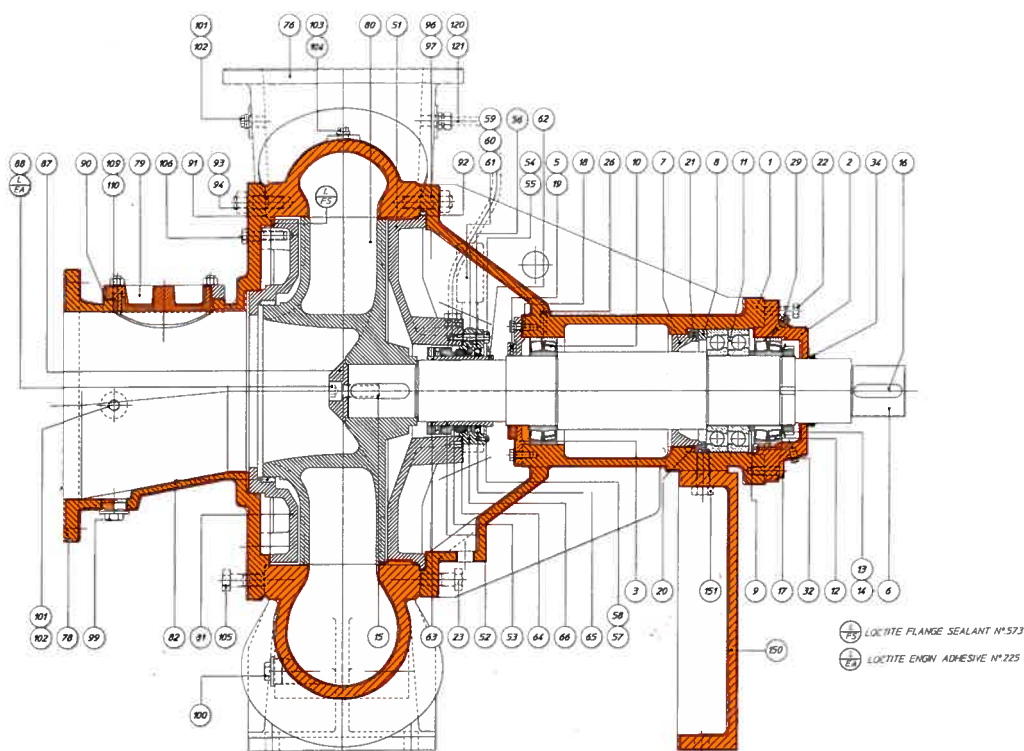 101 76 103 80 51 96 120
102 104 97 121
59 56 62
60
88 87 90 109 79 106 91 93 92 61 54 5 18 26 10 7 21 8 11 1 29 22 2 34 16
L
EA
110 94 55 19
L
FS
101
102 78 99 82 81 105 100 15 63 23 52 53 64 66 65 58
57
3 20 151 9 17 32 12 13
14 6
150
L
FS LOCTITE FLANGE SEALANT N° 573
L
EA LOCTITE ENGIN ADHESIVE N° 225